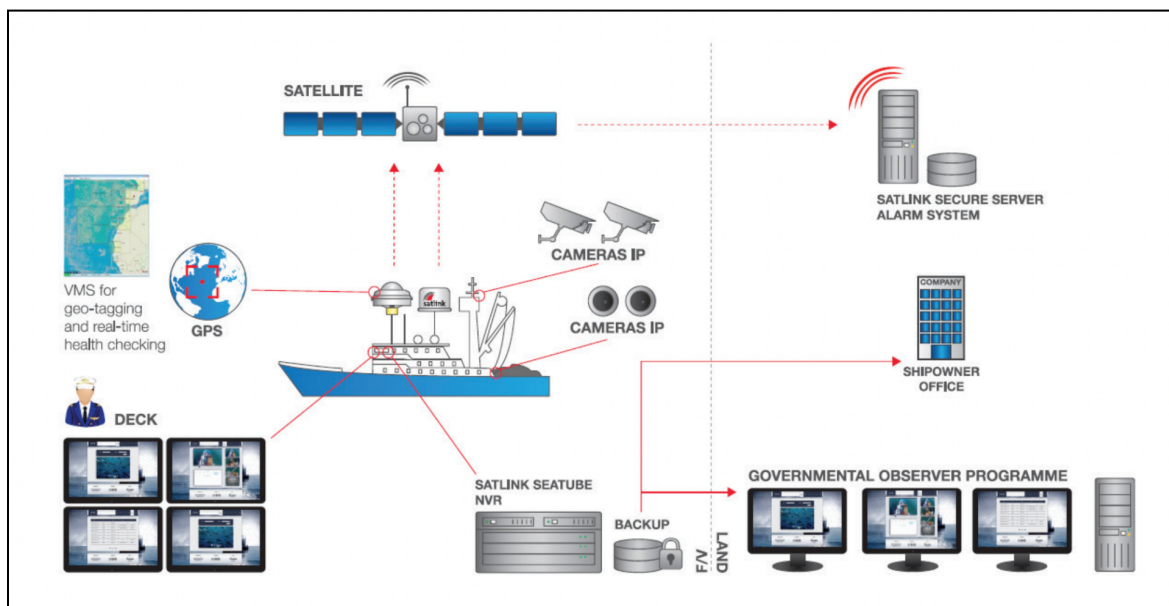 SATELLITE
SATLINK SECURE SERVER
ALARM SYSTEM
VMS for
geo-tagging
and real-time
health checking
GPS
satlink
CAMERAS IP
CAMERAS IP
COMPANY
SHIPOWNER
OFFICE
DECK
SATLINK SEATUBE
NVR
BACKUP
F/V
LAND
GOVERNMENTAL OBSERVER PROGRAMME